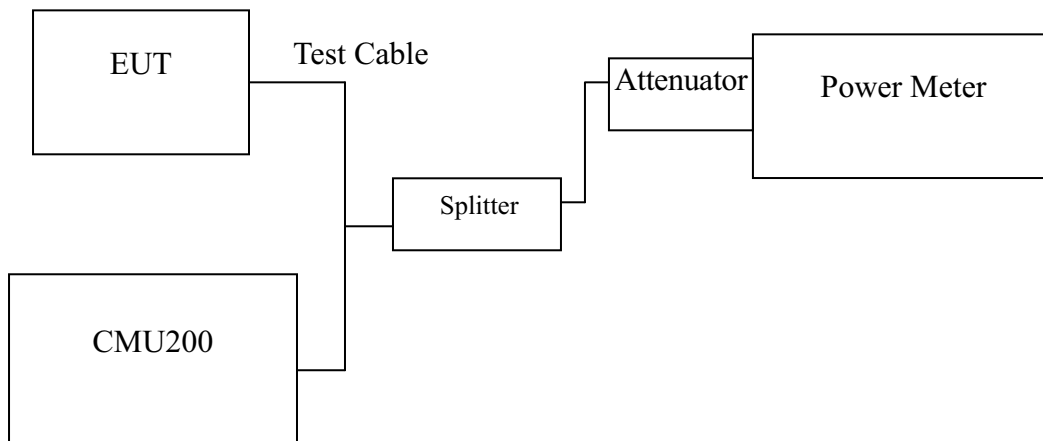 EUT
Test Cable
Attenuator
Power Meter
Splitter
CMU200